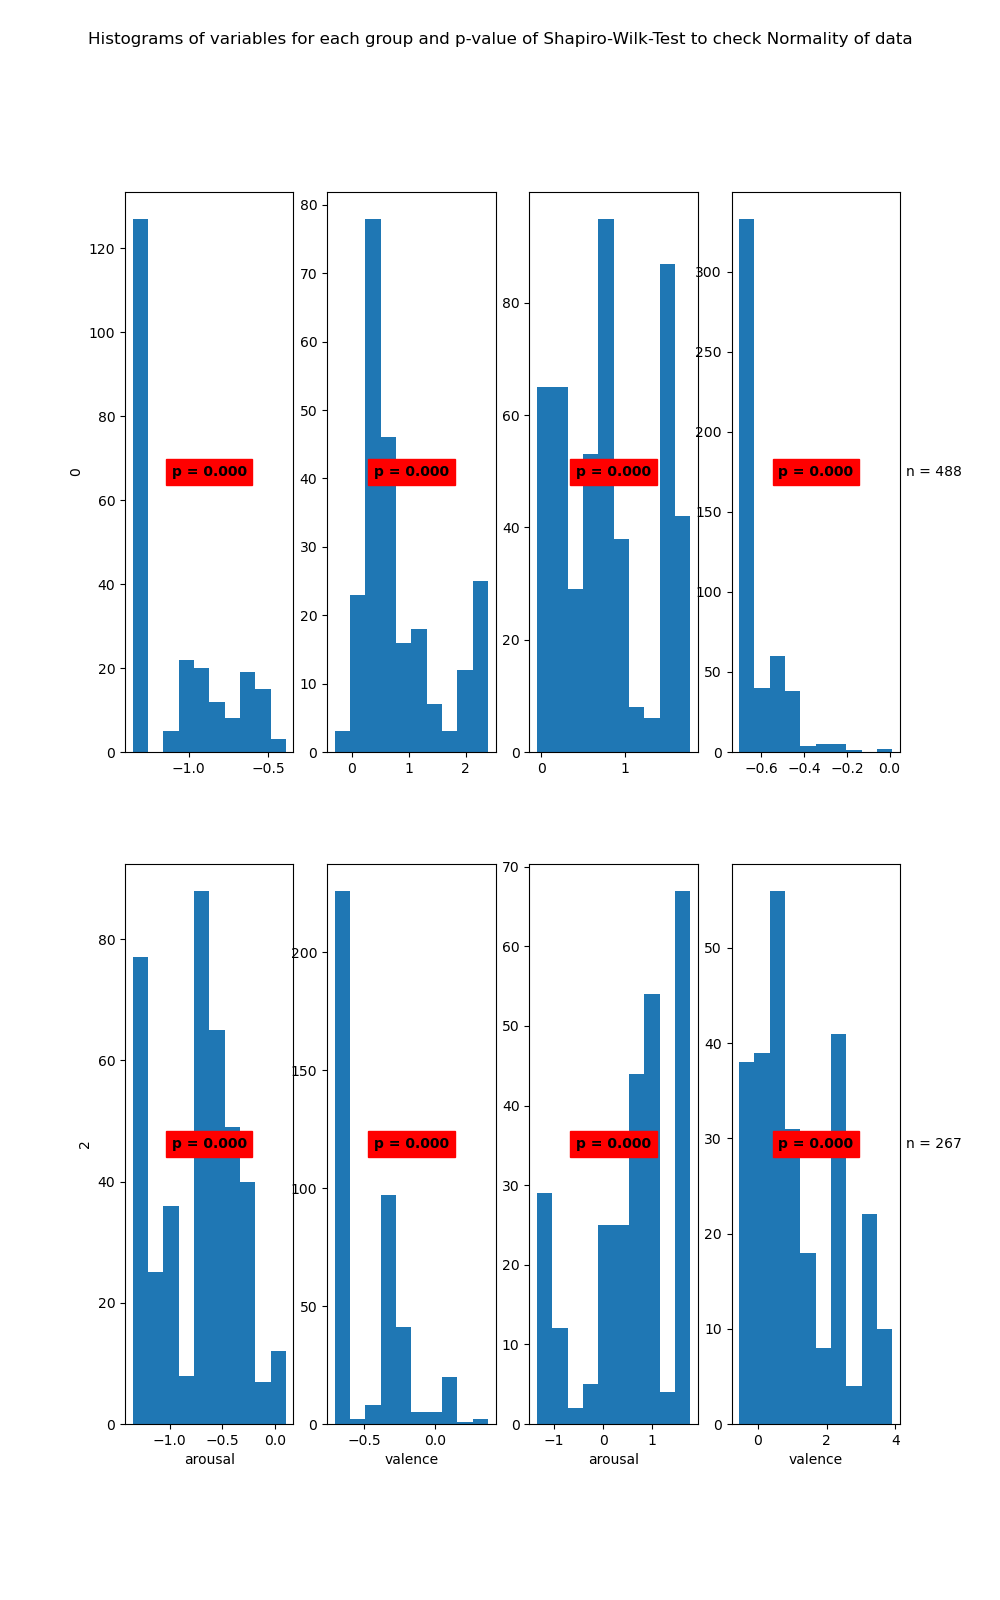 Histograms of variables for each group and p-value of Shapiro-Wilk-Test to check Normality of data
0
120
100
80
60
40
20
0
−1.0 −0.5
p = 0.000
80
70
60
50
40
30
20
10
0
0 1 2
p = 0.000
80
60
40
20
0
0 1
p = 0.000
300
250
200
150
100
50
0
−0.6 −0.4 −0.2 0.0
p = 0.000
n = 488
2
80
60
40
20
0
−1.0 −0.5 0.0
arousal
p = 0.000
200
150
100
50
0
−0.5 0.0
valence
p = 0.000
70
60
50
40
30
20
10
0
−1 0 1
arousal
p = 0.000
50
40
30
20
10
0
0 2 4
valence
p = 0.000
n = 267